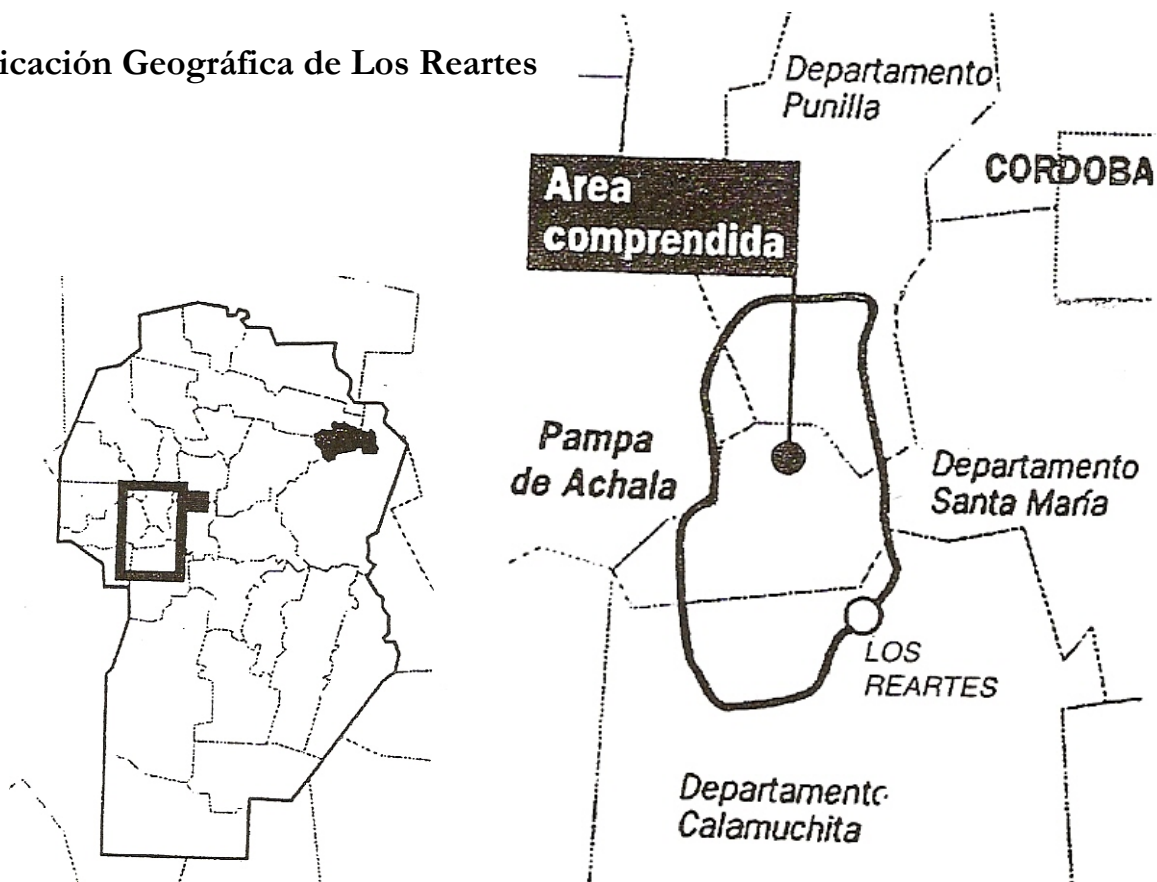 icación Geográfica de Los Reartes
Departamento
Punilla
CORDOBA
Area
comprendida
Pampa
de Achala
Departamento
Santa María
LOS
REARTES
Departamento
Calamuchita